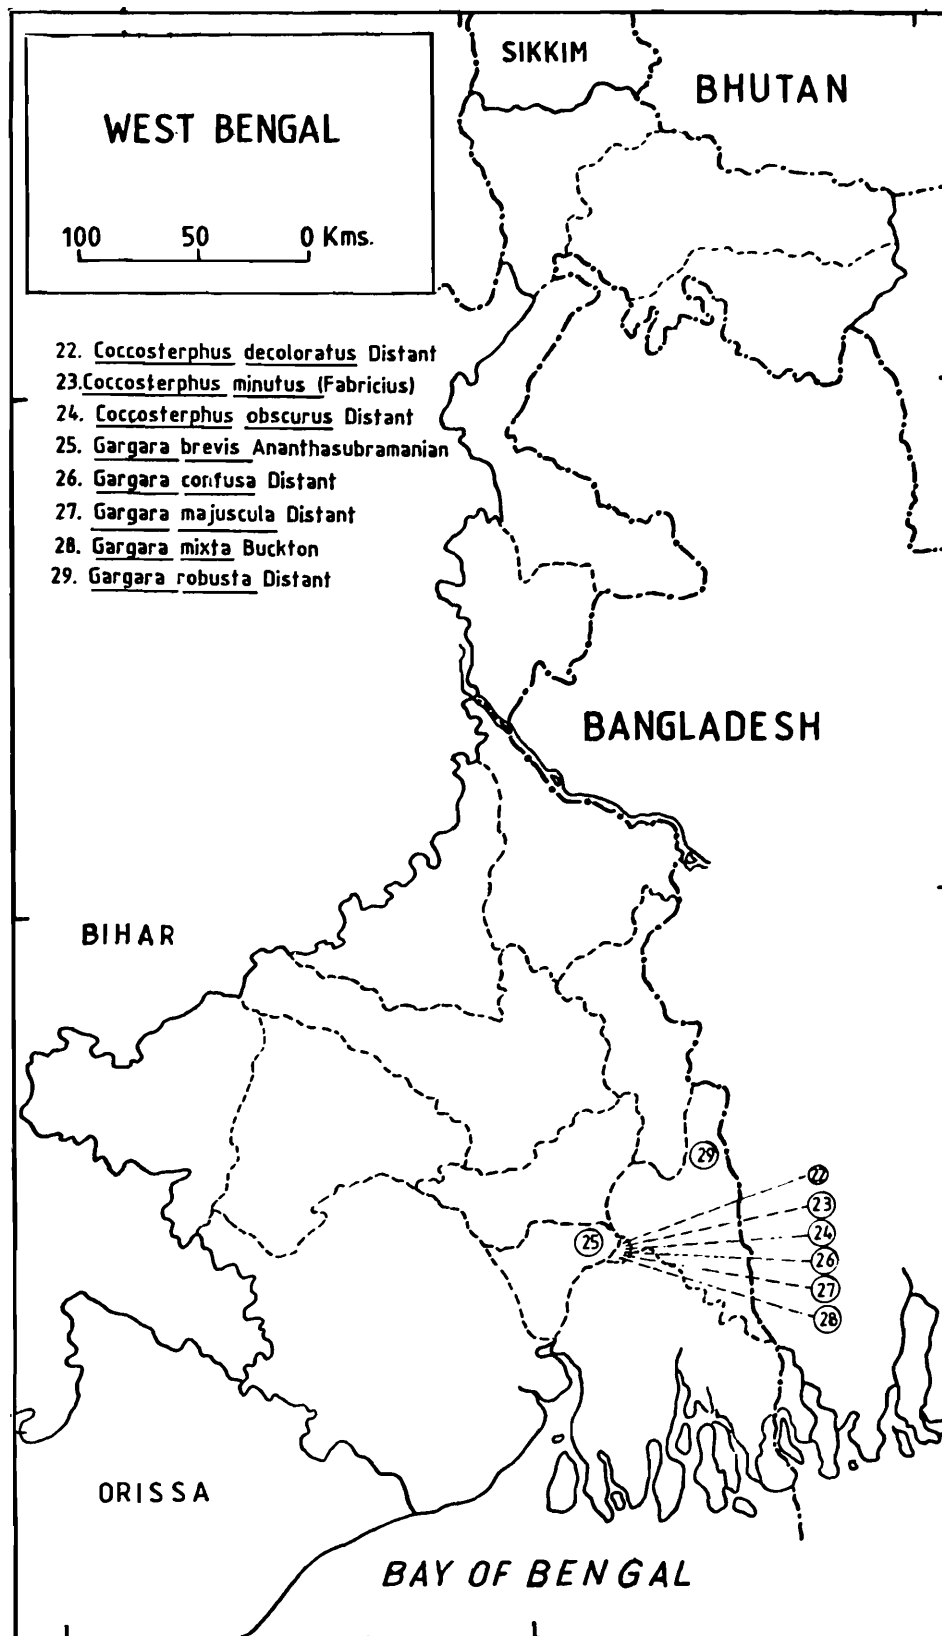 SIKKIM
BHUTAN
WEST BENGAL
100 50 0 Kms.
22. Coccosterphus decoloratus Distant
23.Coccosterphus minutus (Fabricius)
24. Coccosterphus obscurus Distant
25. Gargara brevis Ananthasubramanian
26. Gargara confusa Distant
27. Gargara majuscula Distant
28. Gargara mixta Buckton
29. Gargara robusta Distant
BANGLADESH
BIHAR
29
22
23
25
24
26
27
28
ORISSA
BAY OF BENGAL